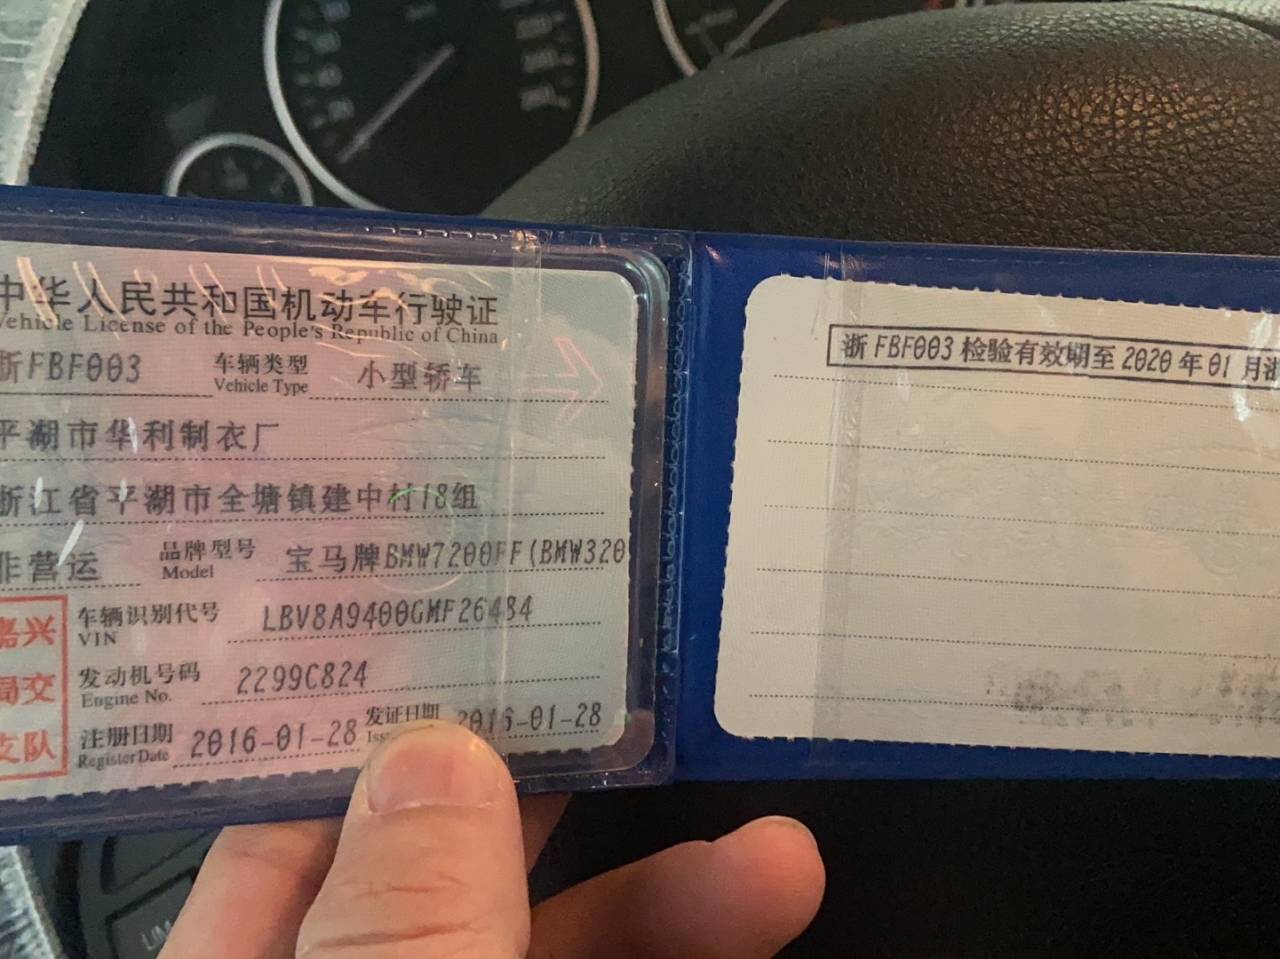 中华人民共和国机动车行驶证
Vehicle License of the People's Republic of China
浙FBF003 车辆类型 Vehicle Type 小型轿车
平湖市华利制衣厂
浙江省平湖市全塘镇建中村18组
非营运 品牌型号 Model 宝马牌BMW7200FF(BMW320
嘉兴
局交
支队
车辆识别代号 VIN LBV8A9400GMF26484
发动机号码 Engine No. 2299C824
注册日期 Register Date 2016-01-28 发证日期 2016-01-28
浙FBF003检验有效期至2020年01月浙